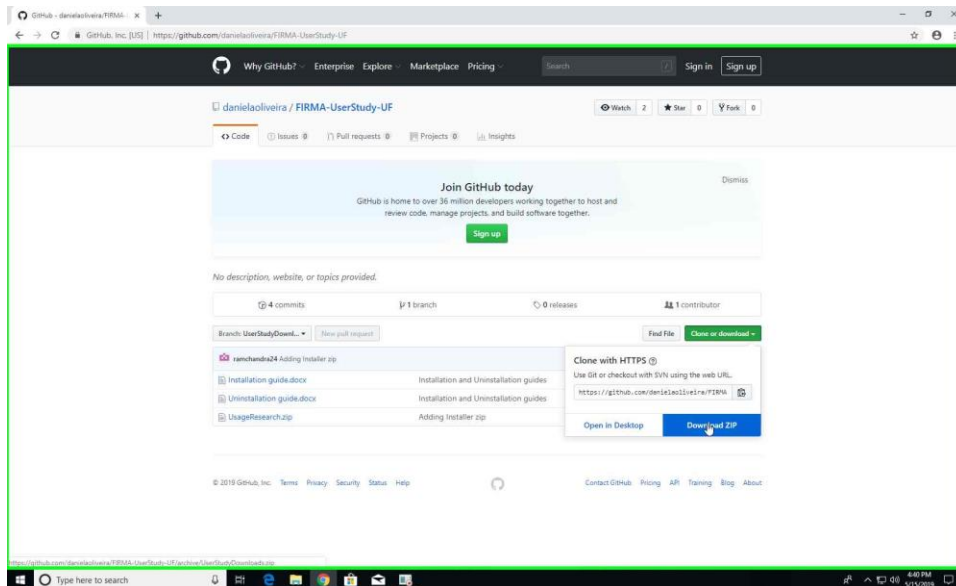 GitHub - danielaoliveira/FIRMA-
GitHub, Inc. [US] | https://github.com/danielaoliveira/FIRMA-UserStudy-UF
Why GitHub? Enterprise Explore Marketplace Pricing Search / Sign in Sign up
danielaoliveira / FIRMA-UserStudy-UF Watch 2 Star 0 Fork 0
Code Issues 0 Pull requests 0 Projects 0 Insights
Dismiss
Join GitHub today
GitHub is home to over 36 million developers working together to host and
review code, manage projects, and build software together.
Sign up
No description, website, or topics provided.
4 commits 1 branch 0 releases 1 contributor
Branch: UserStudyDownl... New pull request Find File Clone or download
ramchandra24 Adding Installer zip
Installation guide.docx Installation and Uninstallation guides
Uninstallation guide.docx Installation and Uninstallation guides
UsageResearch.zip Adding Installer zip
Clone with HTTPS
Use Git or checkout with SVN using the web URL.
https://github.com/danielaoliveira/FIRMA
Open in Desktop Download ZIP
© 2019 GitHub, Inc. Terms Privacy Security Status Help Contact GitHub Pricing API Training Blog About
https://github.com/danielaoliveira/FIRMA-UserStudy-UF/archive/UserStudyDownloads.zip
Type here to search
4:40 PM
5/15/2019